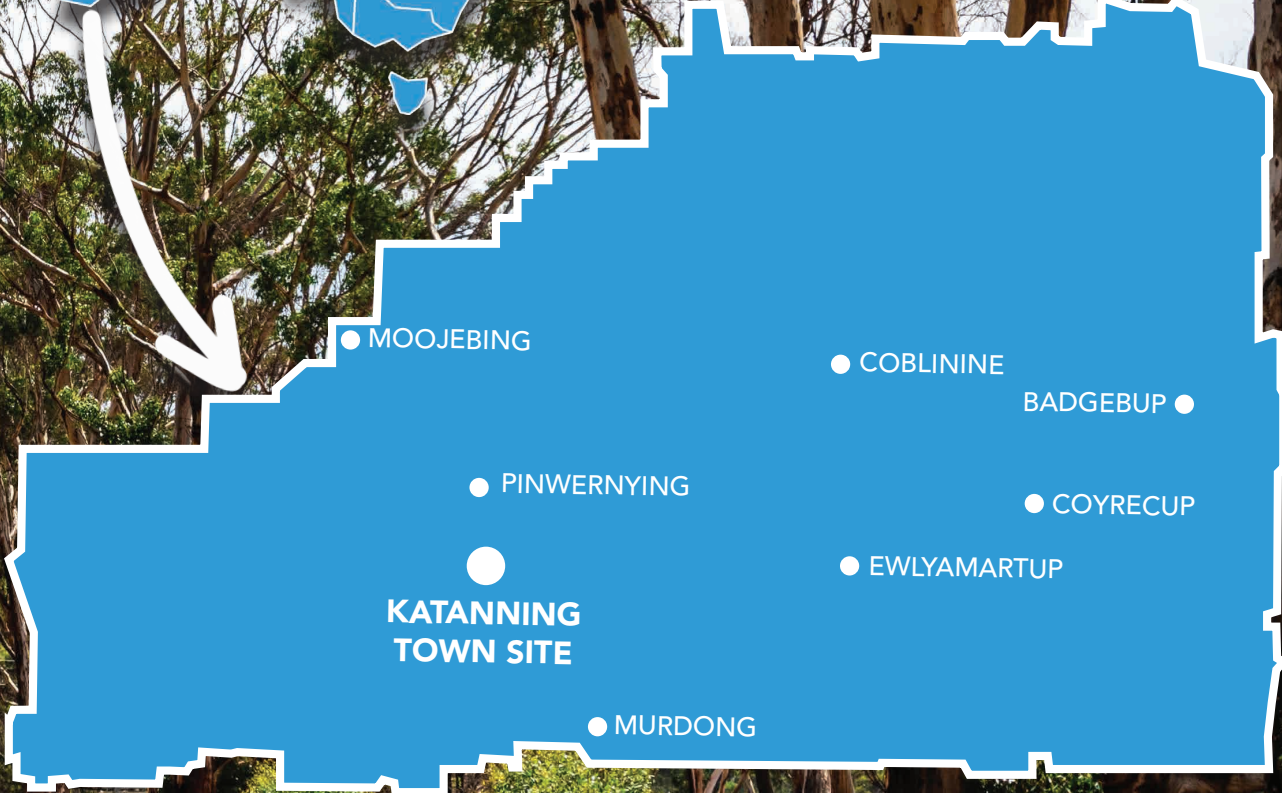 MOOJEBING
COBLININE
BADGEBUP
PINWERNYING
COYRECUP
EWLYAMARTUP
KATANNING
TOWN SITE
MURDONG